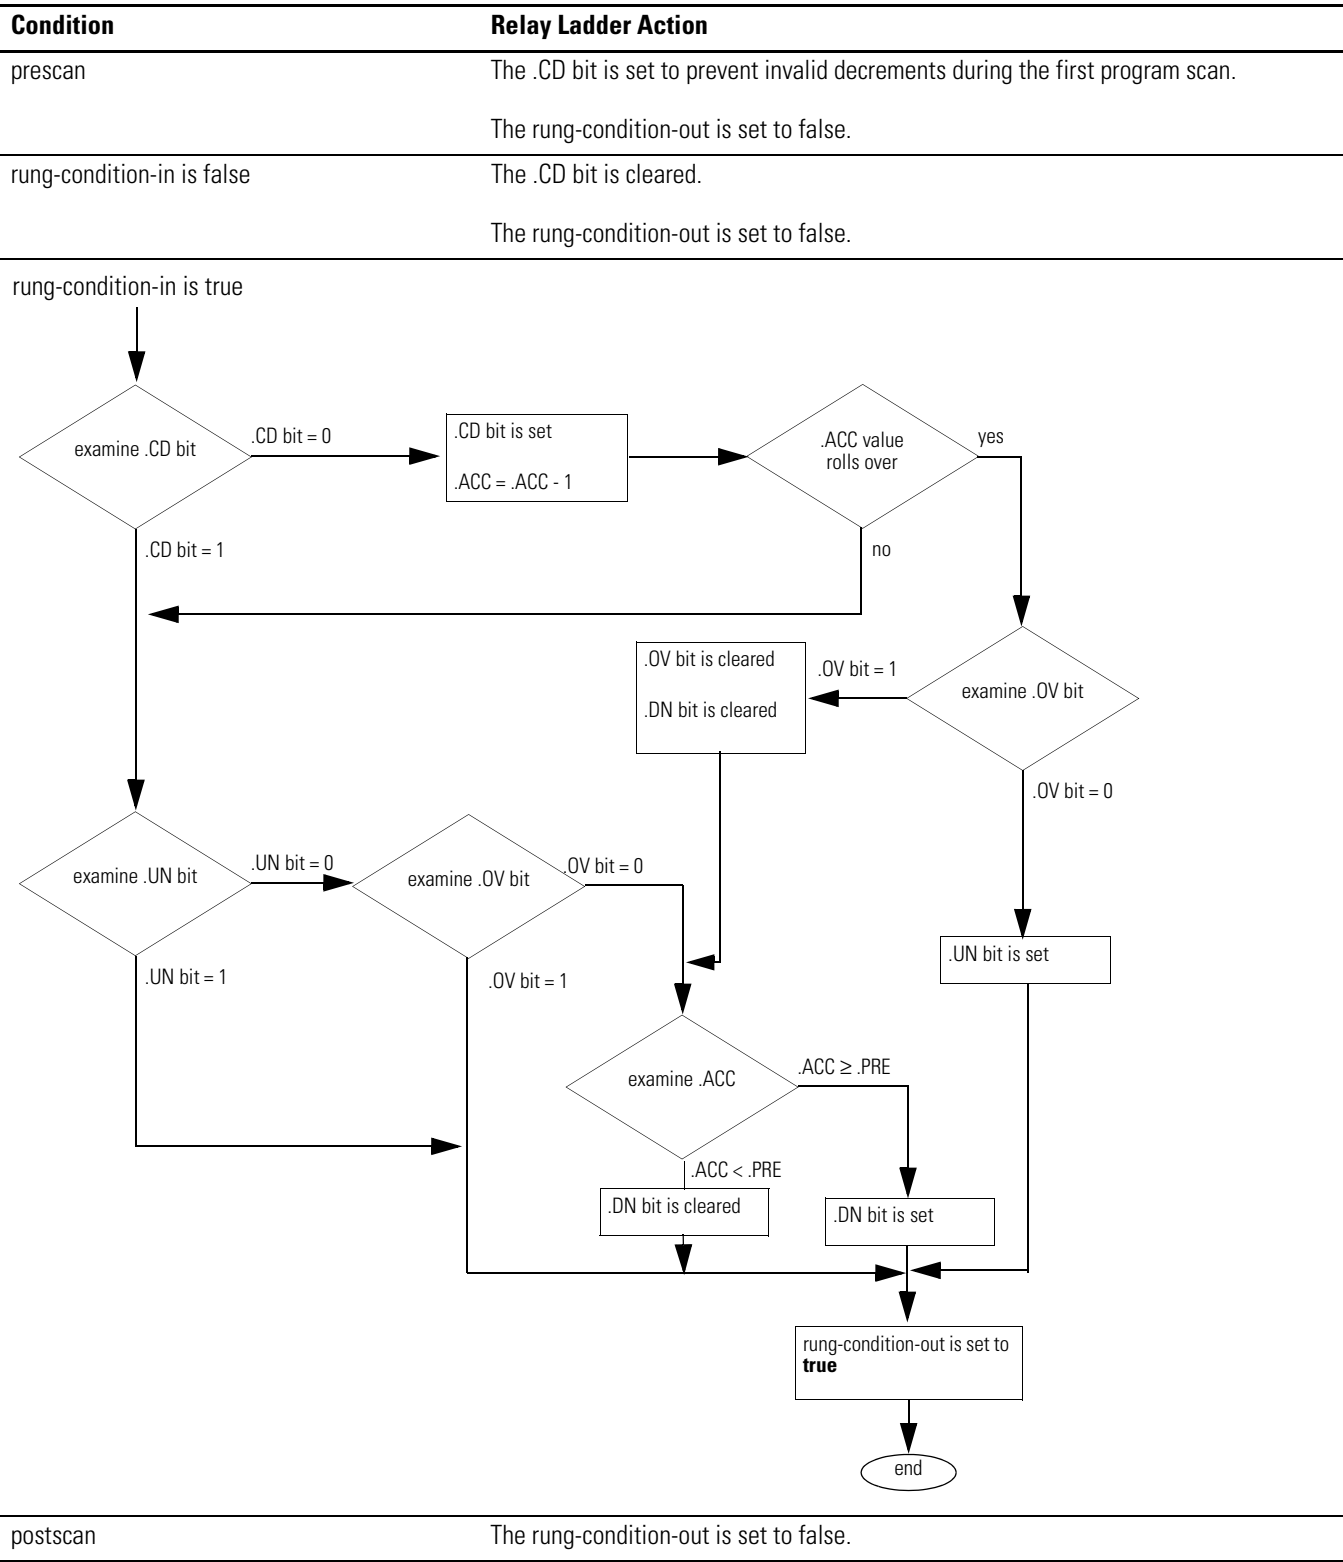 Condition Relay Ladder Action
prescan The .CD bit is set to prevent invalid decrements during the first program scan.
The rung-condition-out is set to false.
rung-condition-in is false The .CD bit is cleared.
The rung-condition-out is set to false.
rung-condition-in is true
examine .CD bit
.CD bit = 0
.CD bit is set
.ACC = .ACC - 1
.ACC value
rolls over
yes
.CD bit = 1
no
.OV bit is cleared
.DN bit is cleared
.OV bit = 1
examine .OV bit
.OV bit = 0
examine .UN bit
.UN bit = 0
examine .OV bit
.OV bit = 0
.UN bit is set
.UN bit = 1
.OV bit = 1
examine .ACC
.ACC ≥ .PRE
.ACC < .PRE
.DN bit is cleared
.DN bit is set
rung-condition-out is set to
true
end
postscan The rung-condition-out is set to false.